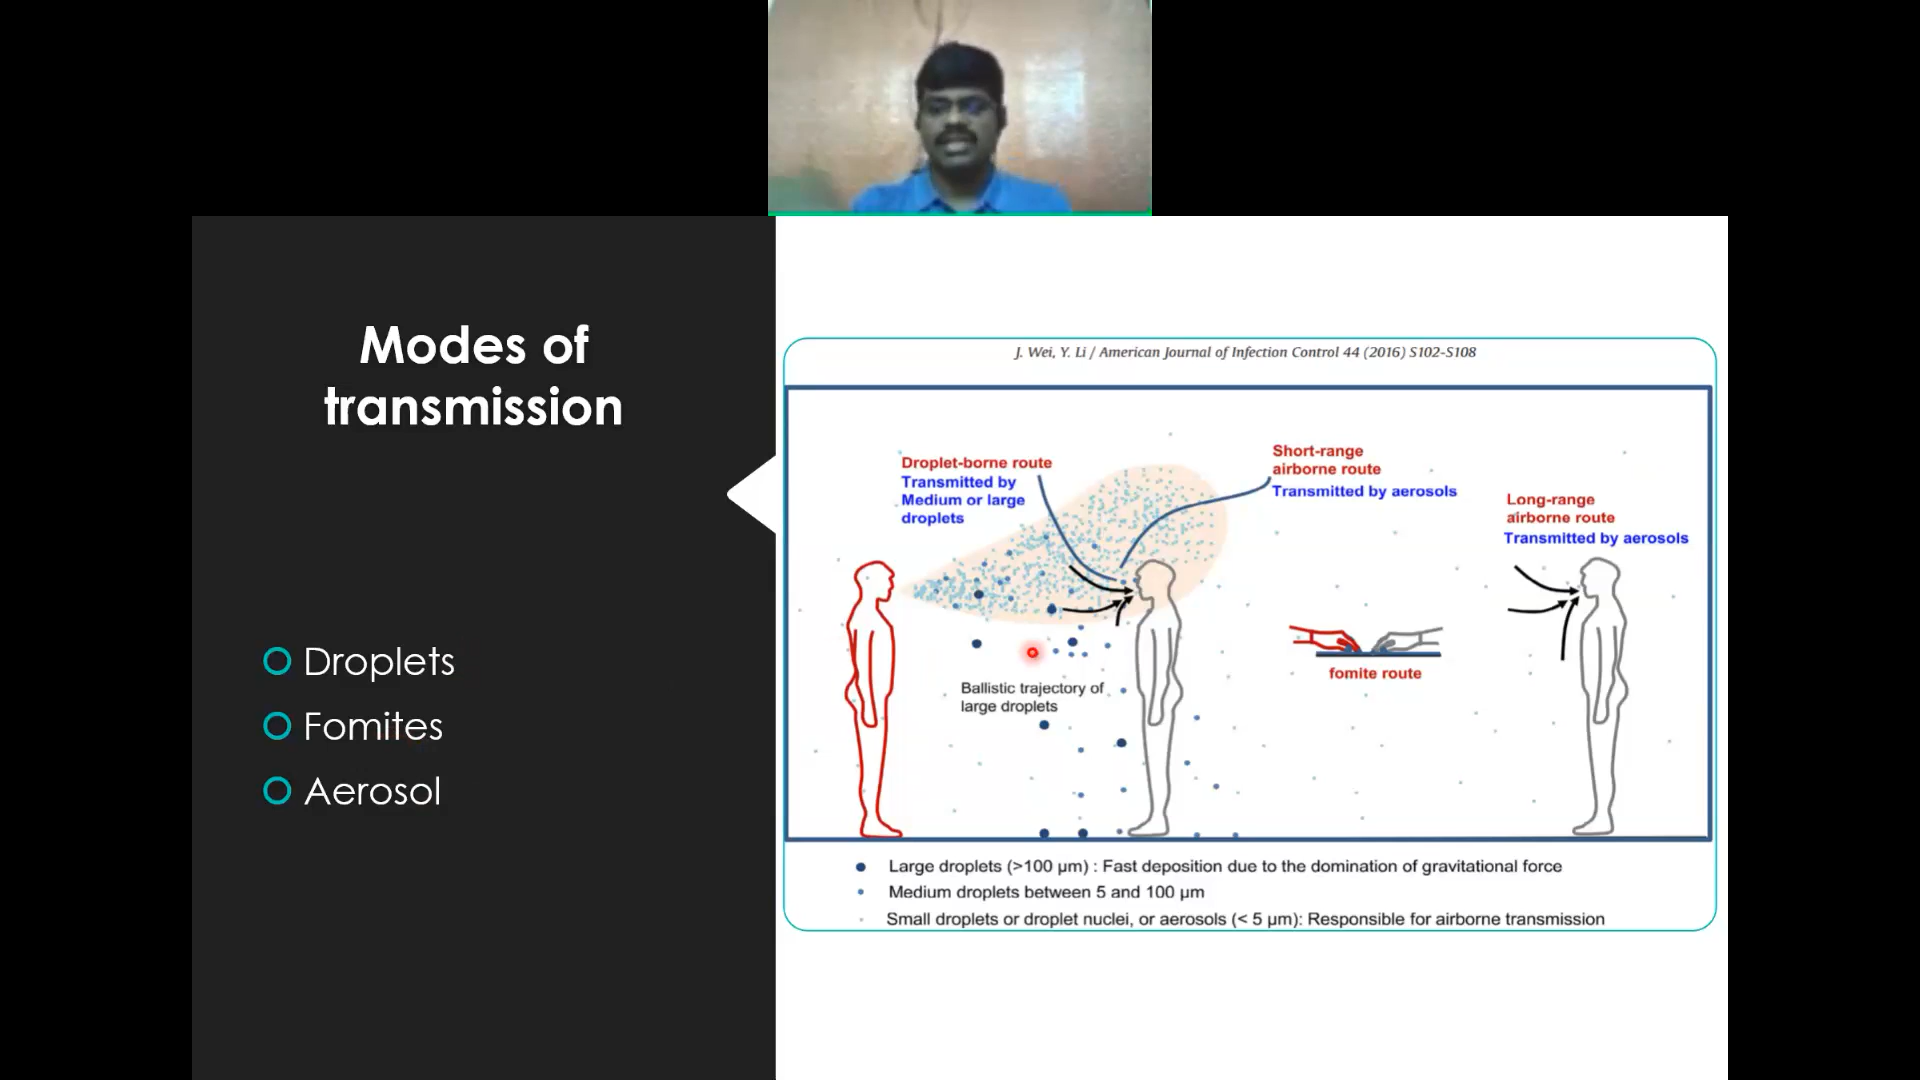 Modes of
transmission
Droplets
Fomites
Aerosol
J. Wei, Y. Li / American Journal of Infection Control 44 (2016) S102-S108
Droplet-borne route
Transmitted by
Medium or large
droplets
Short-range
airborne route
Transmitted by aerosols
Long-range
airborne route
Transmitted by aerosols
Ballistic trajectory of
large droplets
fomite route
Large droplets (>100 µm) : Fast deposition due to the domination of gravitational force
Medium droplets between 5 and 100 µm
Small droplets or droplet nuclei, or aerosols (< 5 µm): Responsible for airborne transmission